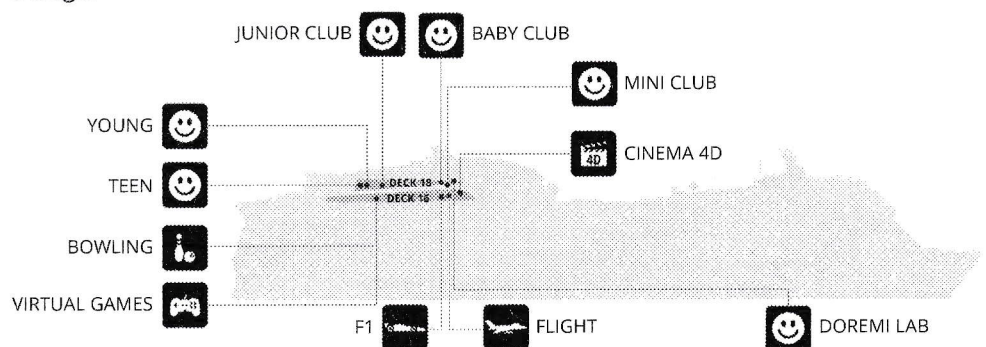 JUNIOR CLUB
BABY CLUB
MINI CLUB
YOUNG
CINEMA 4D
4D
TEEN
DECK 18
DECK 16
BOWLING
VIRTUAL GAMES
F1
FLIGHT
DOREMI LAB